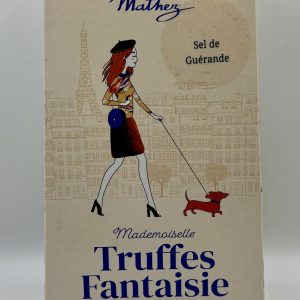 Mathez
Sel de
Guérande
Mademoiselle
Truffes
Fantaisie